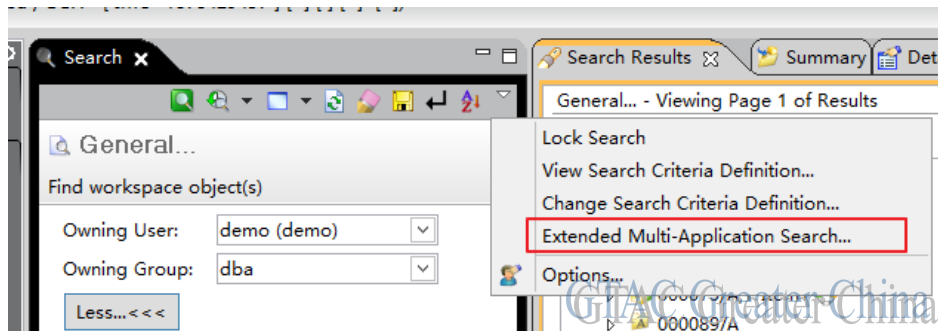 Search
Search Results
Summary
Det
General... - Viewing Page 1 of Results
General...
Find workspace object(s)
Owning User:
demo (demo)
Owning Group:
dba
Less...<<<
Lock Search
View Search Criteria Definition...
Change Search Criteria Definition...
Extended Multi-Application Search...
Options...
GTAC Greater China
000089/A